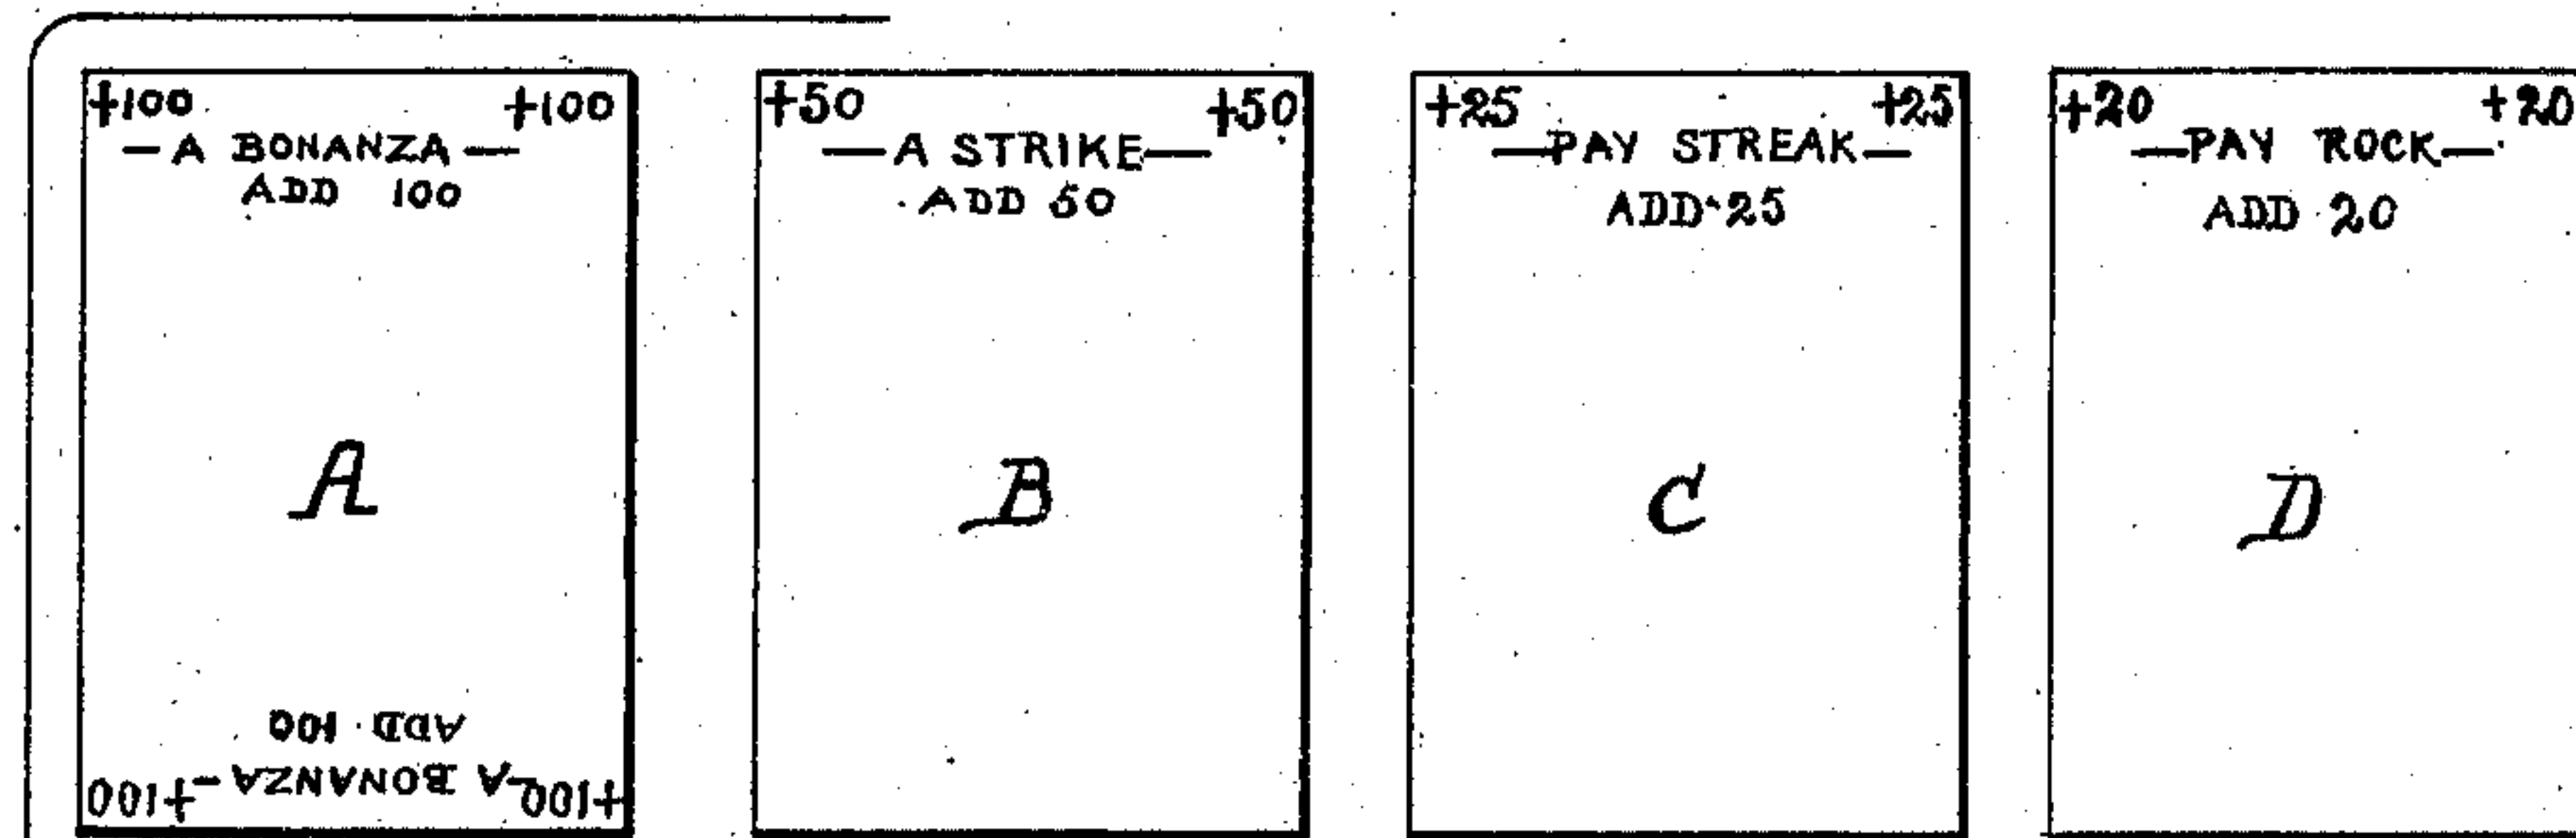 +100 +100
— A BONANZA —
ADD 100
A
ADD 100
— A BONANZA —
+100 +100
+50 +50
— A STRIKE —
ADD 50
B
+25 +25
— PAY STREAK —
ADD 25
C
+20 +20
— PAY ROCK —
ADD 20
D